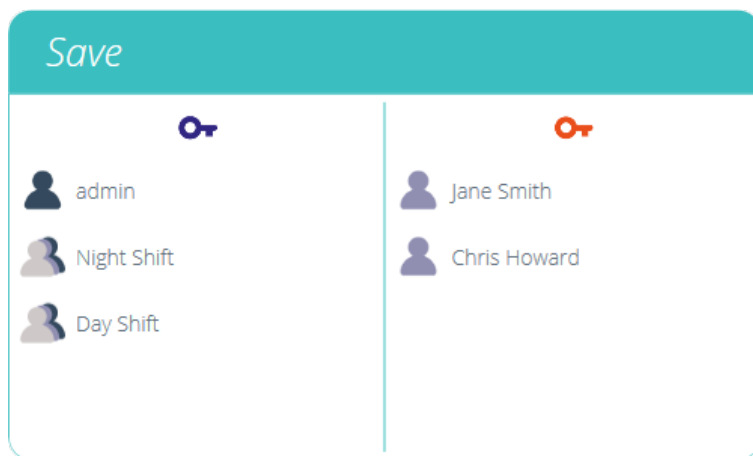 Save
admin
Night Shift
Day Shift
Jane Smith
Chris Howard